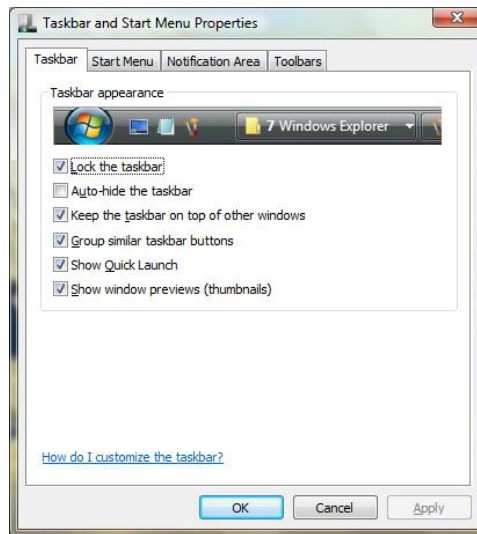 Taskbar and Start Menu Properties
Taskbar Start Menu Notification Area Toolbars
Taskbar appearance
7 Windows Explorer
Lock the taskbar
Auto-hide the taskbar
Keep the taskbar on top of other windows
Group similar taskbar buttons
Show Quick Launch
Show window previews (thumbnails)
How do I customize the taskbar?
OK Cancel Apply